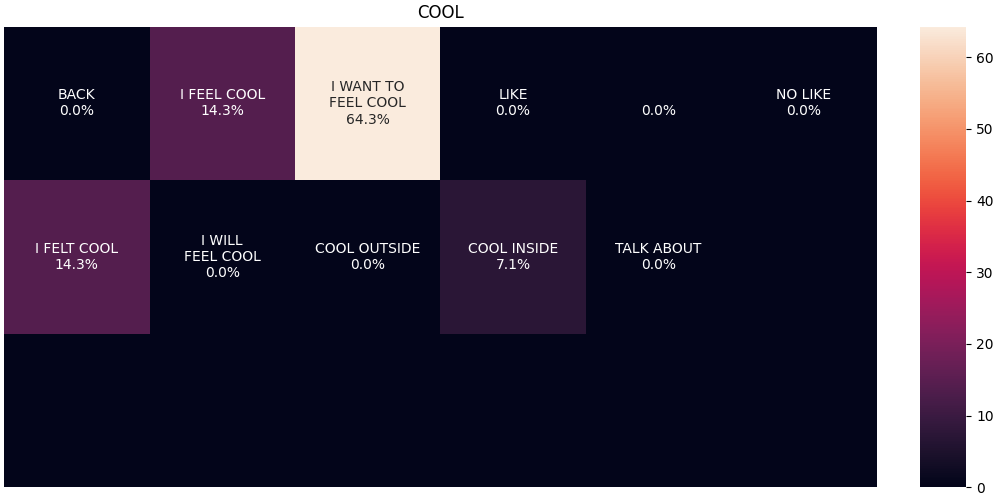 COOL
BACK
0.0%
I FEEL COOL
14.3%
I WANT TO
FEEL COOL
64.3%
LIKE
0.0%
0.0%
NO LIKE
0.0%
I FELT COOL
14.3%
I WILL
FEEL COOL
0.0%
COOL OUTSIDE
0.0%
COOL INSIDE
7.1%
TALK ABOUT
0.0%
60
50
40
30
20
10
0